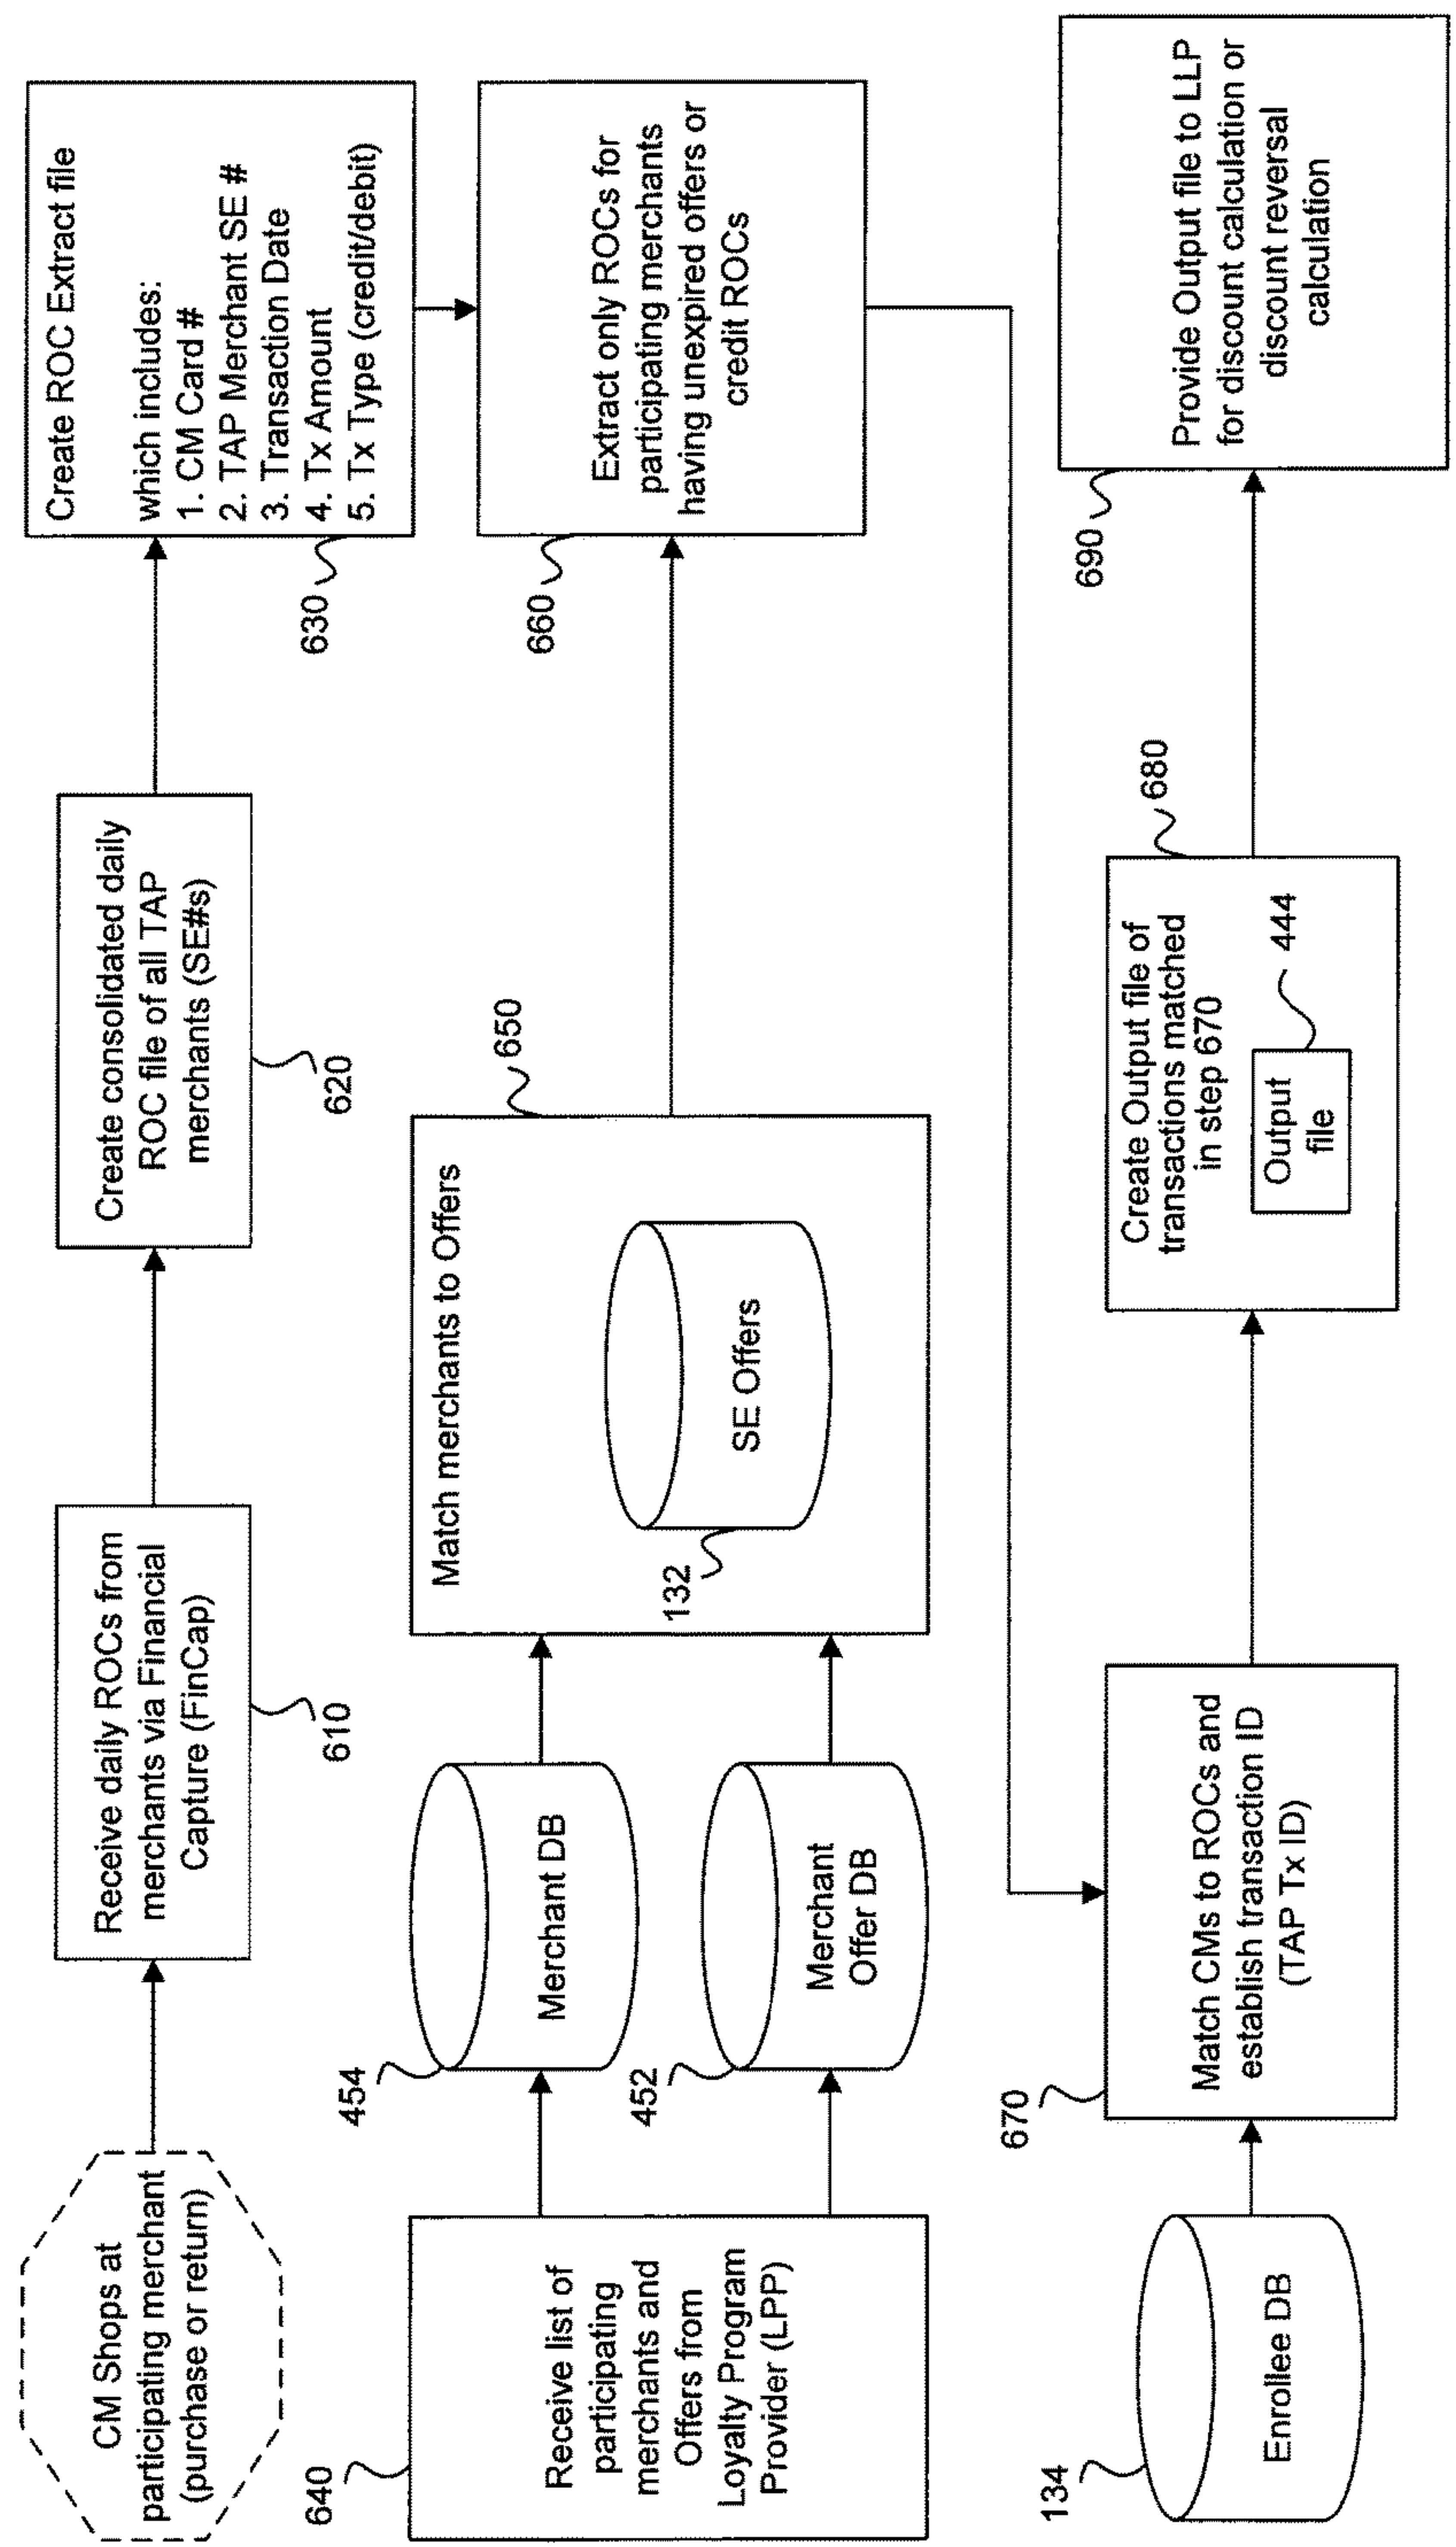 CM Shops at
participating merchant
(purchase or return)
Receive daily ROCs from
merchants via Financial
Capture (FinCap)
610
Create consolidated daily
ROC file of all TAP
merchants (SE#s)
620
Create ROC Extract file
which includes:
1. CM Card #
2. TAP Merchant SE #
3. Transaction Date
4. Tx Amount
5. Tx Type (credit/debit)
630
640
Receive list of
participating
merchants and
Offers from
Loyalty Program
Provider (LPP)
454
Merchant DB
452
Merchant
Offer DB
Match merchants to Offers
650
132
SE Offers
660
Extract only ROCs for
participating merchants
having unexpired offers or
credit ROCs
134
Enrollee DB
670
Match CMs to ROCs and
establish transaction ID
(TAP Tx ID)
680
Create Output file of
transactions matched
in step 670
Output
file
444
690
Provide Output file to LLP
for discount calculation or
discount reversal
calculation